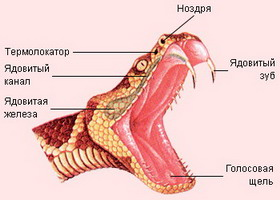 Ноздря
Термолокатор
Ядовитый
канал
Ядовитый
зуб
Ядовитая
железа
Голосовая
щель